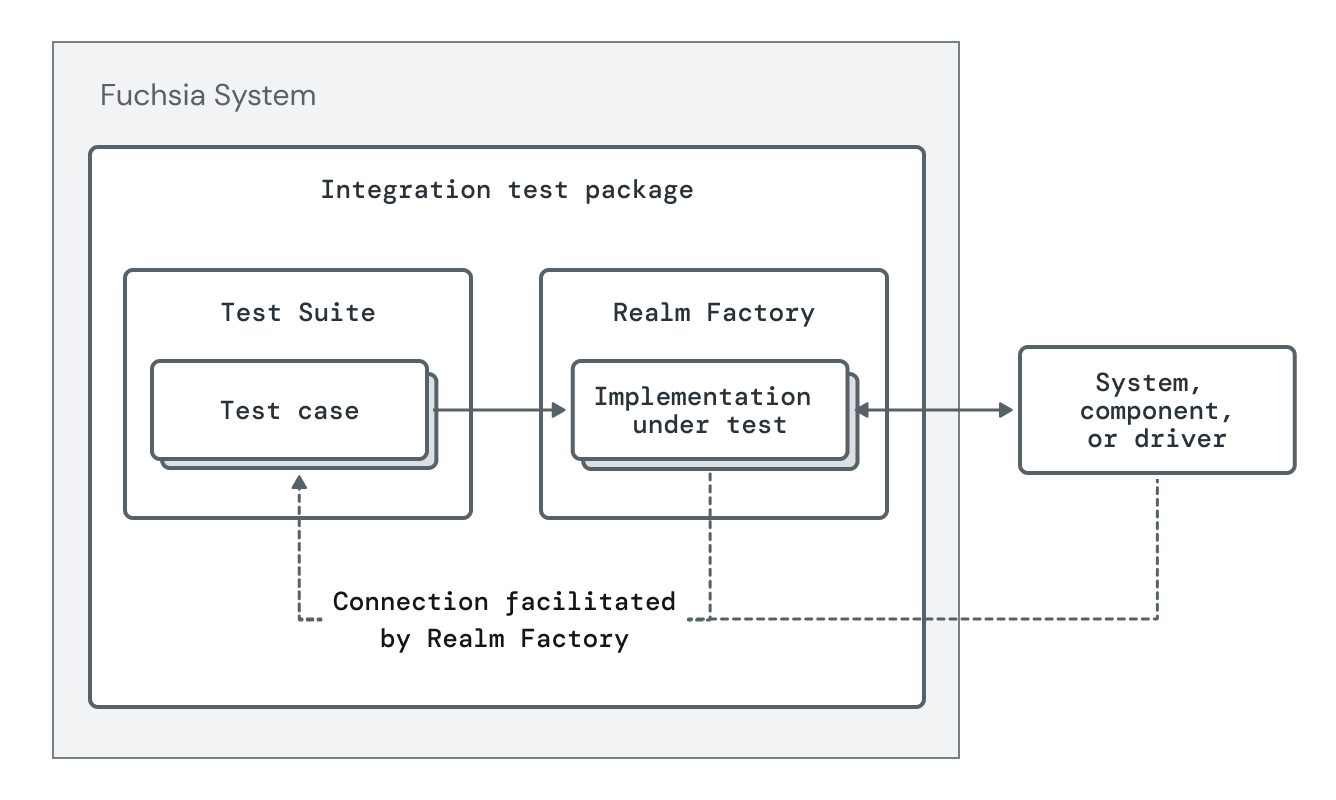 Fuchsia System
Integration test package
Test Suite
Realm Factory
Test case
Implementation
under test
System,
component,
or driver
Connection facilitated
by Realm Factory